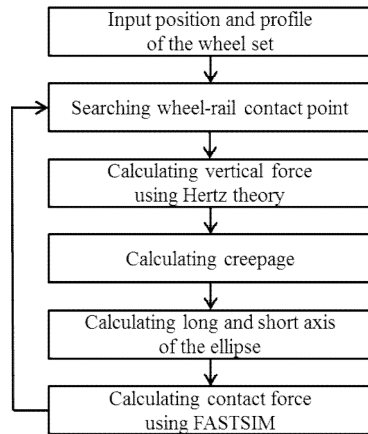 Input position and profile
of the wheel set
Searching wheel-rail contact point
Calculating vertical force
using Hertz theory
Calculating creepage
Calculating long and short axis
of the ellipse
Calculating contact force
using FASTSIM